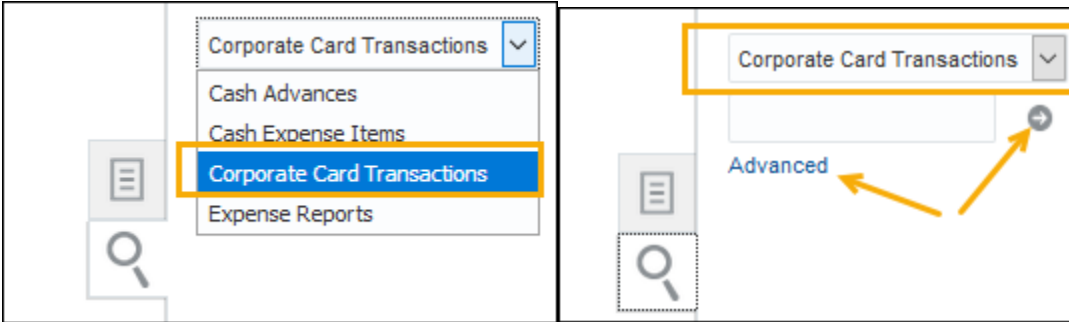 Corporate Card Transactions
Cash Advances
Cash Expense Items
Corporate Card Transactions
Expense Reports
Corporate Card Transactions
Advanced